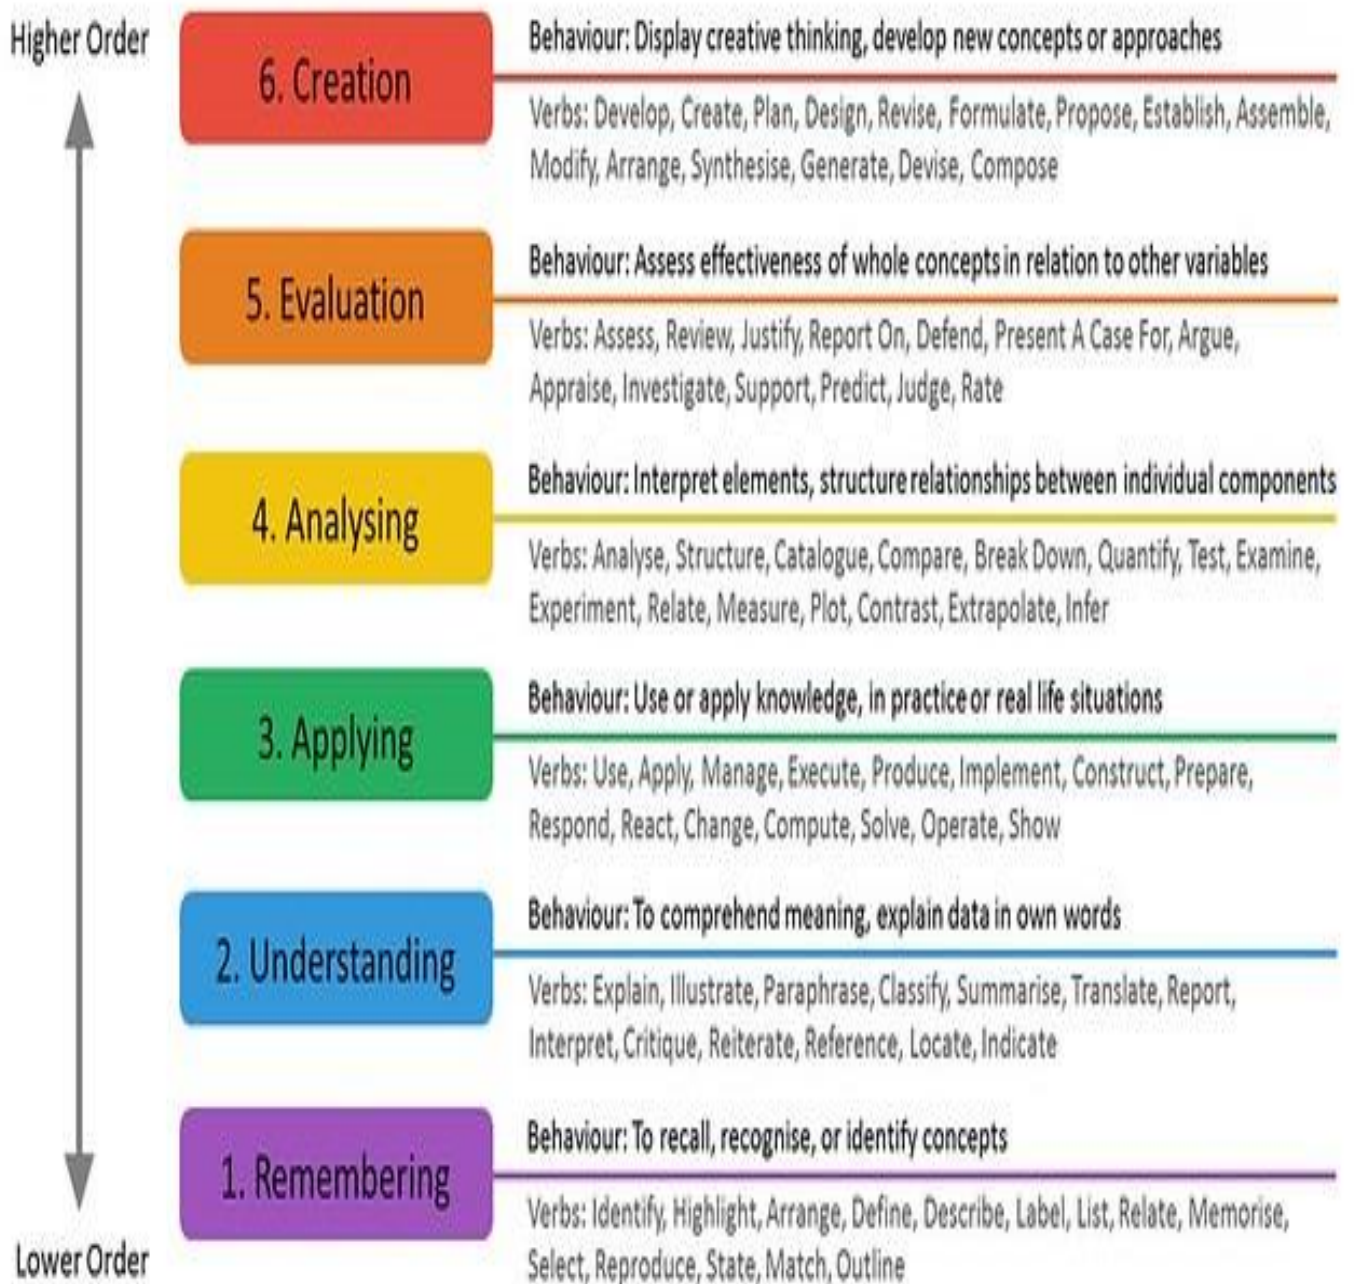 Higher Order
6. Creation
Behaviour: Display creative thinking, develop new concepts or approaches
Verbs: Develop, Create, Plan, Design, Revise, Formulate, Propose, Establish, Assemble,
Modify, Arrange, Synthesise, Generate, Devise, Compose
5. Evaluation
Behaviour: Assess effectiveness of whole concepts in relation to other variables
Verbs: Assess, Review, Justify, Report On, Defend, Present A Case For, Argue,
Appraise, Investigate, Support, Predict, Judge, Rate
4. Analysing
Behaviour: Interpret elements, structure relationships between individual components
Verbs: Analyse, Structure, Catalogue, Compare, Break Down, Quantify, Test, Examine,
Experiment, Relate, Measure, Plot, Contrast, Extrapolate, Infer
3. Applying
Behaviour: Use or apply knowledge, in practice or real life situations
Verbs: Use, Apply, Manage, Execute, Produce, Implement, Construct, Prepare,
Respond, React, Change, Compute, Solve, Operate, Show
2. Understanding
Behaviour: To comprehend meaning, explain data in own words
Verbs: Explain, Illustrate, Paraphrase, Classify, Summarise, Translate, Report,
Interpret, Critique, Reiterate, Reference, Locate, Indicate
1. Remembering
Behaviour: To recall, recognise, or identify concepts
Verbs: Identify, Highlight, Arrange, Define, Describe, Label, List, Relate, Memorise,
Select, Reproduce, State, Match, Outline
Lower Order